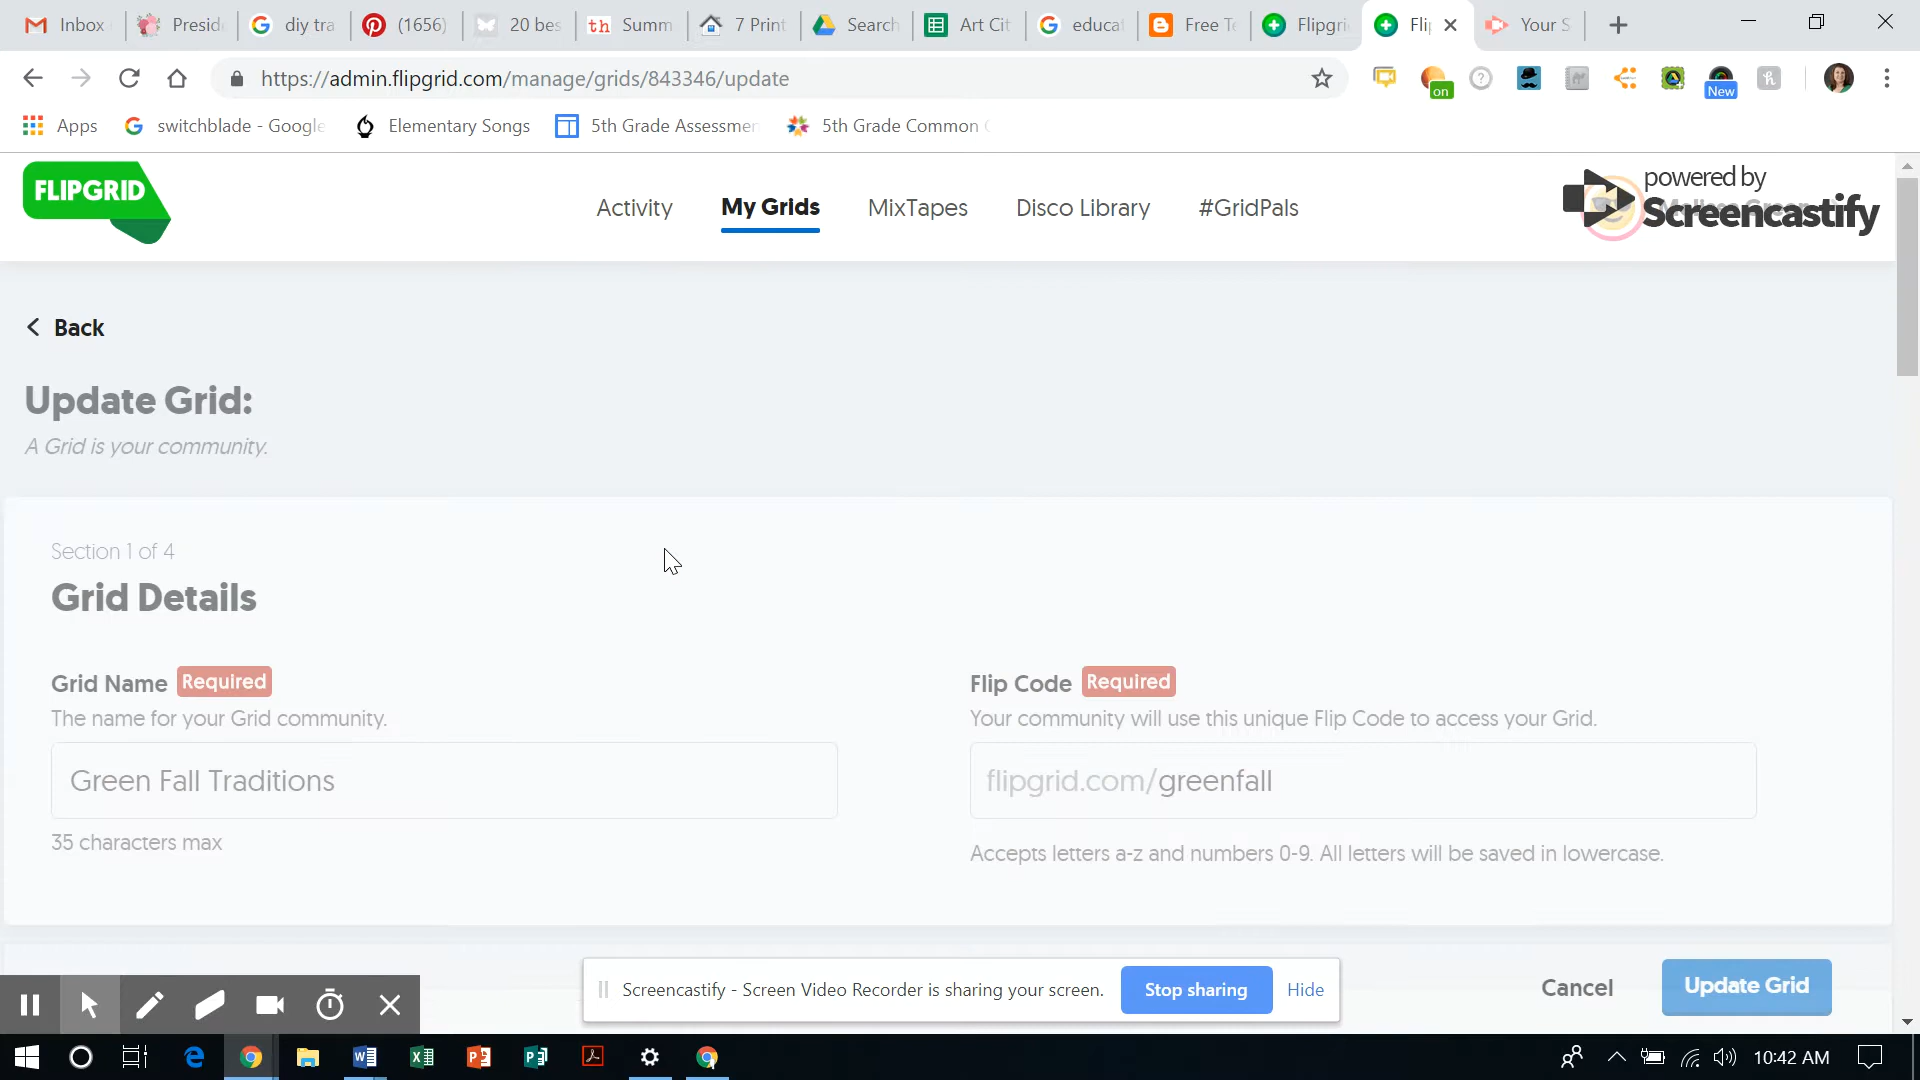 Inbox
Preside
diy tra
(1656)
20 bes
th Summ
7 Print
Search
Art Cit
educat
Free Te
Flipgri
Flip
Your S
https://admin.flipgrid.com/manage/grids/843346/update
on
New
Apps
switchblade - Google
Elementary Songs
5th Grade Assessmen
5th Grade Common C
FLIPGRID
Activity
My Grids
MixTapes
Disco Library
#GridPals
powered by
Screencastify
Back
Update Grid:
A Grid is your community.
Section 1 of 4
Grid Details
Grid Name Required
The name for your Grid community.
Green Fall Traditions
35 characters max
Flip Code Required
Your community will use this unique Flip Code to access your Grid.
flipgrid.com/greenfall
Accepts letters a-z and numbers 0-9. All letters will be saved in lowercase.
Screencastify - Screen Video Recorder is sharing your screen.
Stop sharing
Hide
Cancel
Update Grid
10:42 AM